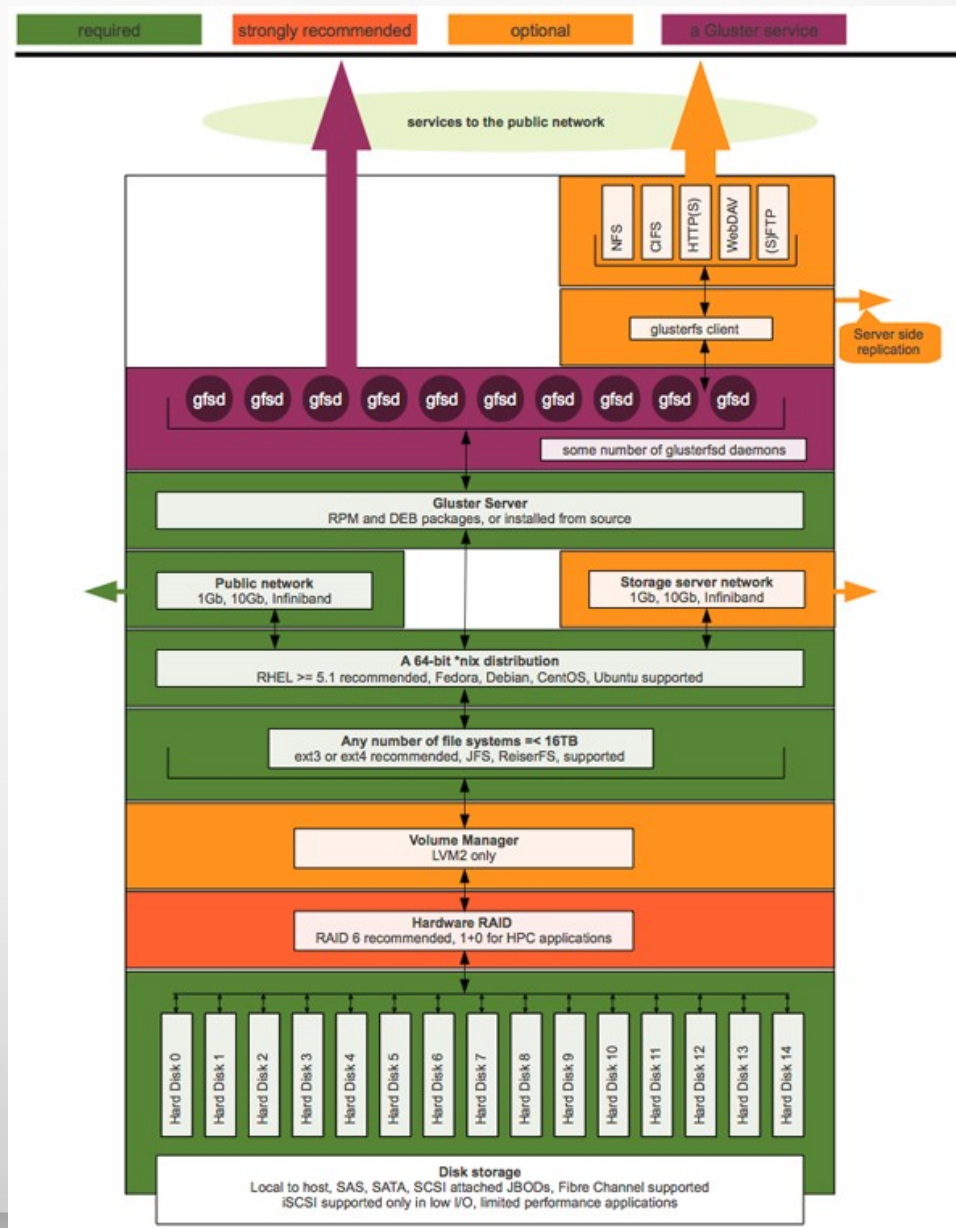 required
strongly recommended
optional
a Gluster service
services to the public network
NFS
CIFS
HTTP(S)
WebDAV
(S)FTP
glusterfs client
Server side
replication
gfsd
gfsd
gfsd
gfsd
gfsd
gfsd
gfsd
gfsd
gfsd
gfsd
some number of glusterfsd daemons
Gluster Server
RPM and DEB packages, or installed from source
Public network
1Gb, 10Gb, Infiniband
Storage server network
1Gb, 10Gb, Infiniband
A 64-bit *nix distribution
RHEL >= 5.1 recommended, Fedora, Debian, CentOS, Ubuntu supported
Any number of file systems =< 16TB
ext3 or ext4 recommended, JFS, ReiserFS, supported
Volume Manager
LVM2 only
Hardware RAID
RAID 6 recommended, 1+0 for HPC applications
Hard Disk 0
Hard Disk 1
Hard Disk 2
Hard Disk 3
Hard Disk 4
Hard Disk 5
Hard Disk 6
Hard Disk 7
Hard Disk 8
Hard Disk 9
Hard Disk 10
Hard Disk 11
Hard Disk 12
Hard Disk 13
Hard Disk 14
Disk storage
Local to host, SAS, SATA, SCSI attached JBODs, Fibre Channel supported
iSCSI supported only in low I/O, limited performance applications